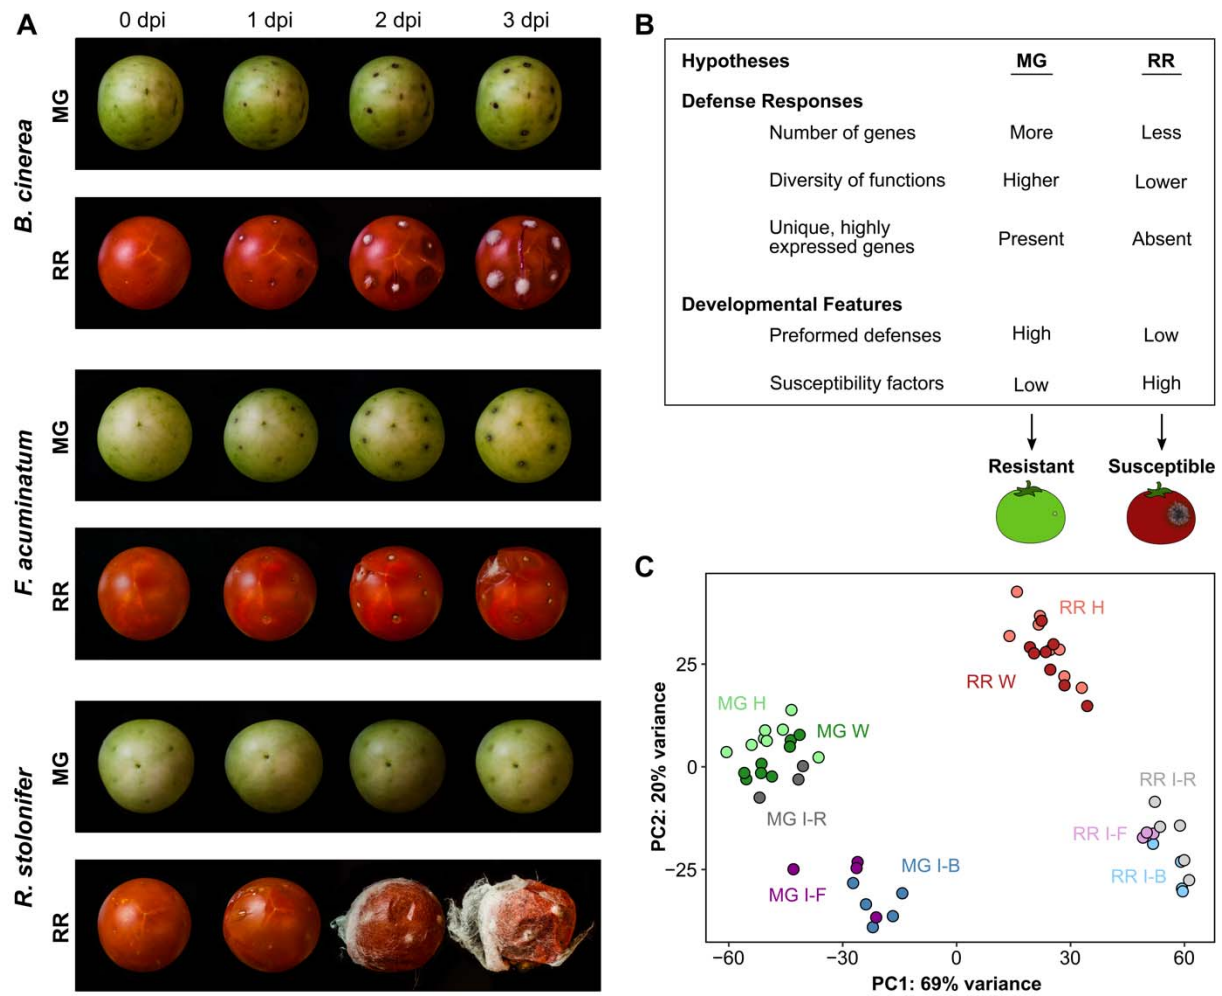 A
0 dpi 1 dpi 2 dpi 3 dpi
B. cinerea
MG
RR
F. acuminatum
MG
RR
R. stolonifer
MG
RR
B
Hypotheses MG RR
Defense Responses
Number of genes More Less
Diversity of functions Higher Lower
Unique, highly
expressed genes Present Absent
Developmental Features
Preformed defenses High Low
Susceptibility factors Low High
Resistant Susceptible
C
PC2: 20% variance
25
0
−25
RR H
RR W
MG H
MG W
MG I-R
RR I-R
RR I-F
RR I-B
MG I-B
MG I-F
−60 −30 0 30 60
PC1: 69% variance